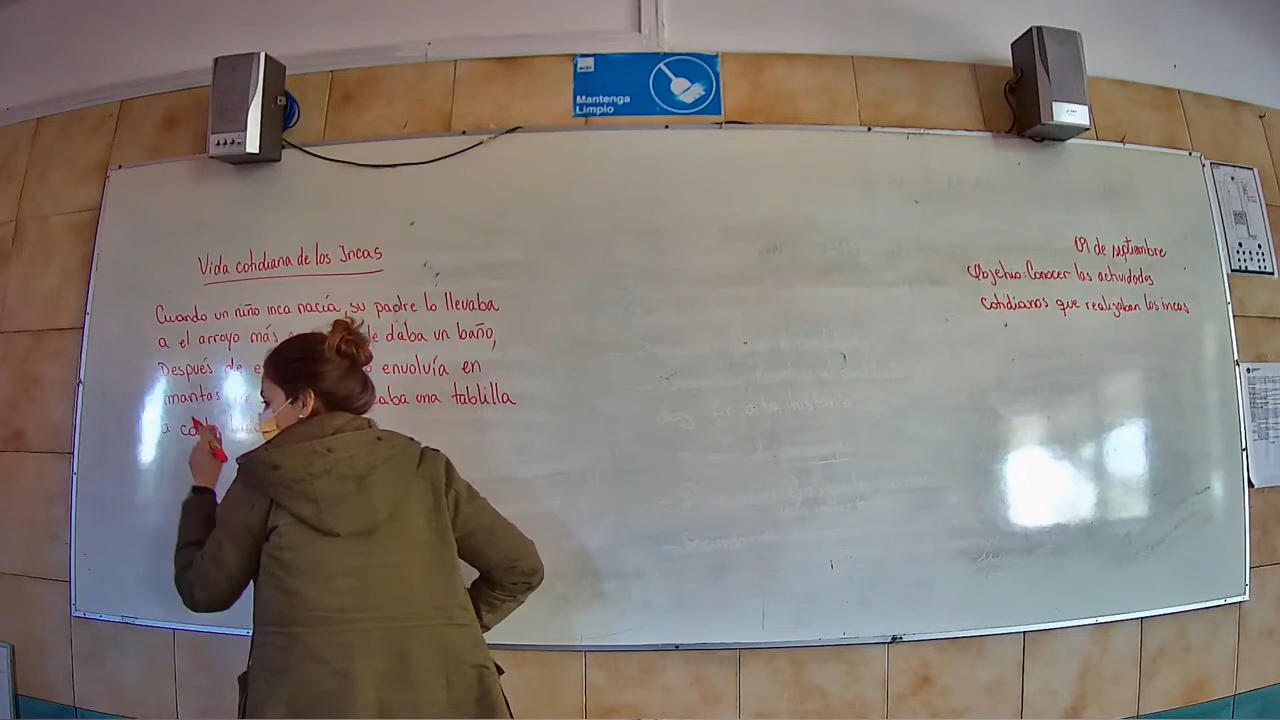 Mantenga
Limpio
Vida cotidiana de los Incas
Cuando un niño inca nacía, su padre lo llevaba
a el arroyo más le daba un baño,
Después de envolvía en
mantas una tablilla
a
09 de septiembre
Objetivo: Conocer las actividades
cotidianas que realizaban los incas